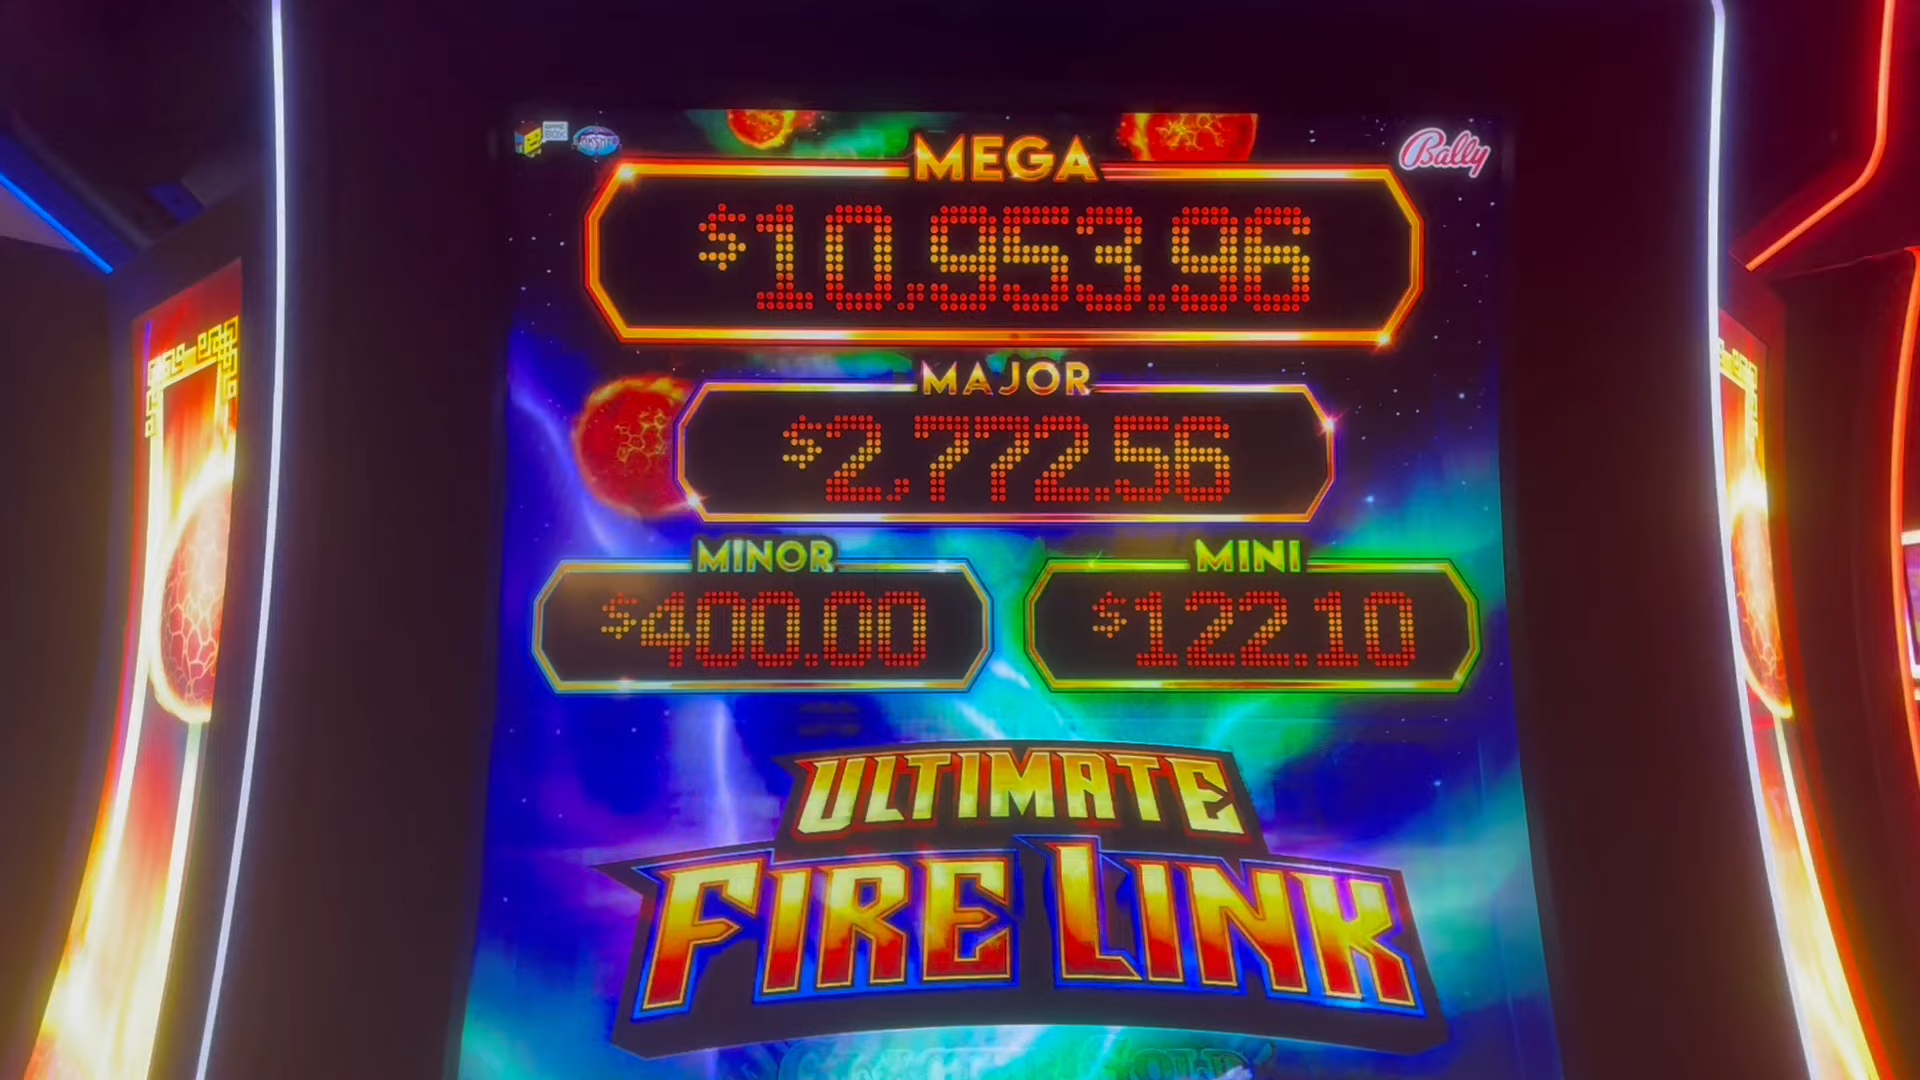 MEGA
Bally
$10,953.96
MAJOR
$2,772.56
MINOR
MINI
$400.00
$122.10
ULTIMATE
FIRE LINK